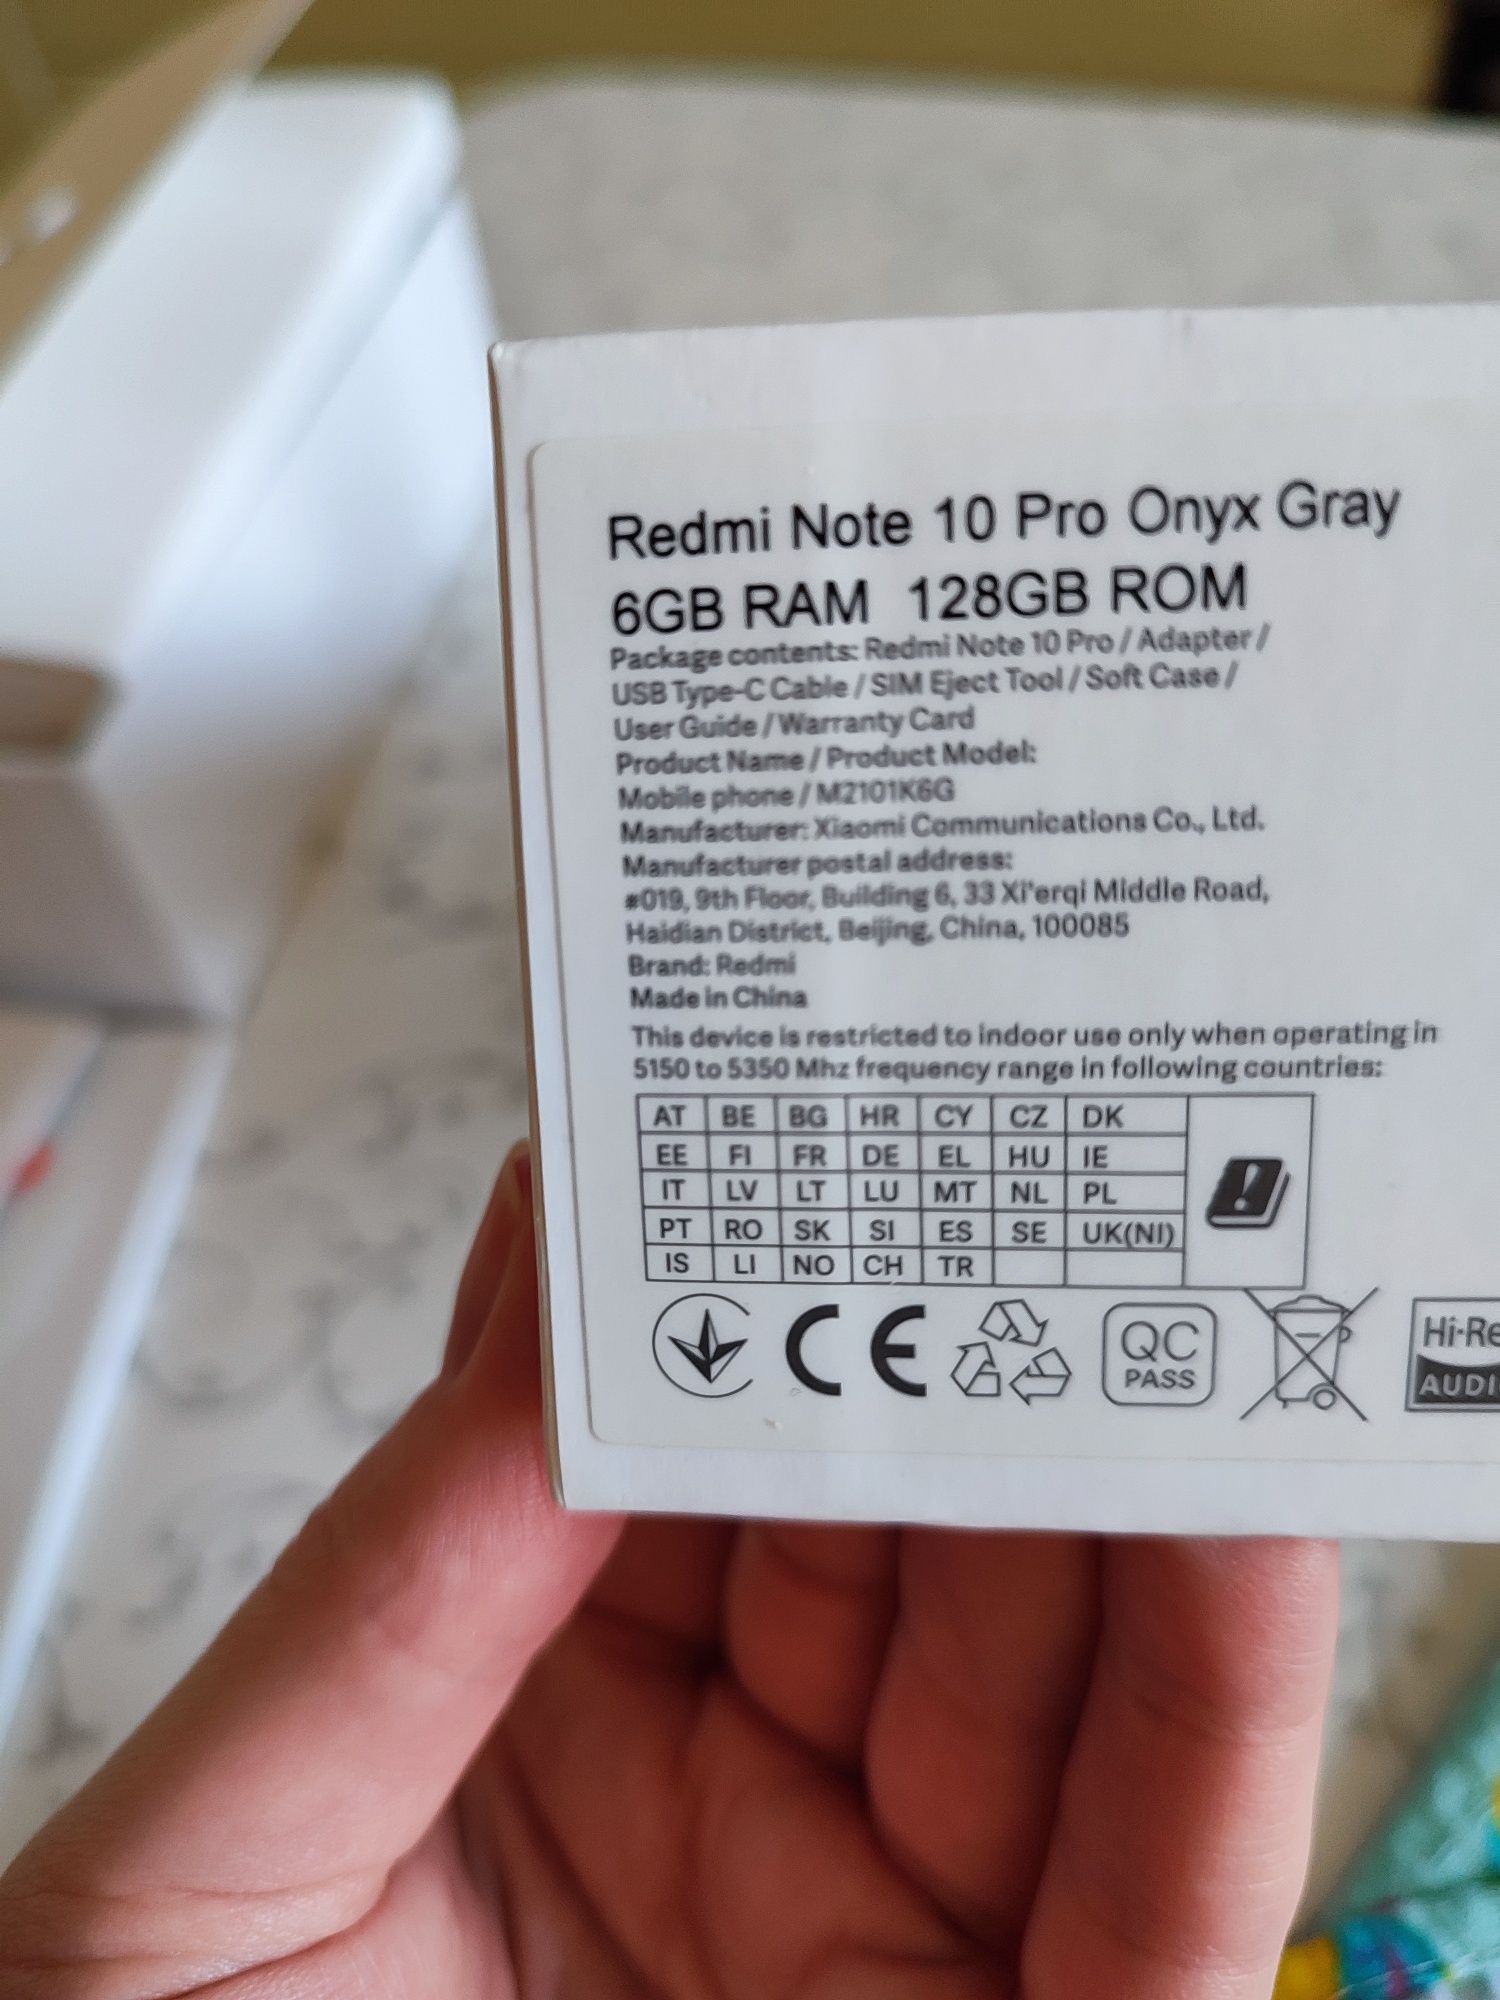 Redmi Note 10 Pro Onyx Gray
6GB RAM 128GB ROM
Package contents: Redmi Note 10 Pro / Adapter /
USB Type-C Cable / SIM Eject Tool / Soft Case /
User Guide / Warranty Card
Product Name / Product Model:
Mobile phone / M2101K6G
Manufacturer: Xiaomi Communications Co., Ltd.
Manufacturer postal address:
#019, 9th Floor, Building 6, 33 Xi'erqi Middle Road,
Haidian District, Beijing, China, 100085
Brand: Redmi
Made in China
This device is restricted to indoor use only when operating in
5150 to 5350 Mhz frequency range in following countries:
AT BE BG HR CY CZ DK
EE FI FR DE EL HU IE
IT LV LT LU MT NL PL
PT RO SK SI ES SE UK(NI)
IS LI NO CH TR
CE
QC
PASS
Hi-Re
AUDI